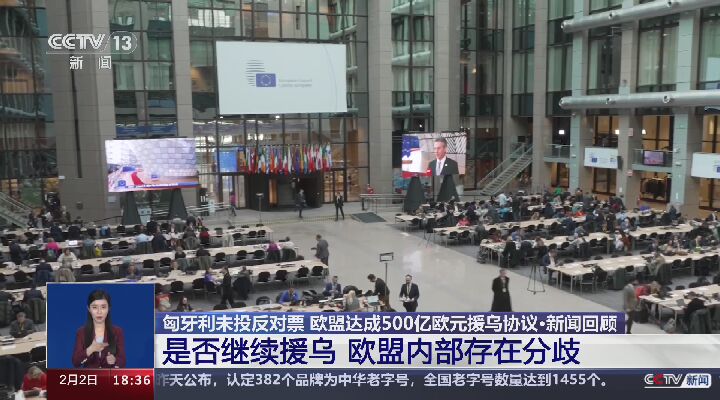 CCTV 13
新闻
European Council
匈牙利未投反对票 欧盟达成500亿欧元援乌协议·新闻回顾
是否继续援乌 欧盟内部存在分歧
2月2日 18:36 昨天公布，认定382个品牌为中华老字号，全国老字号数量达到1455个。 CCTV 新闻